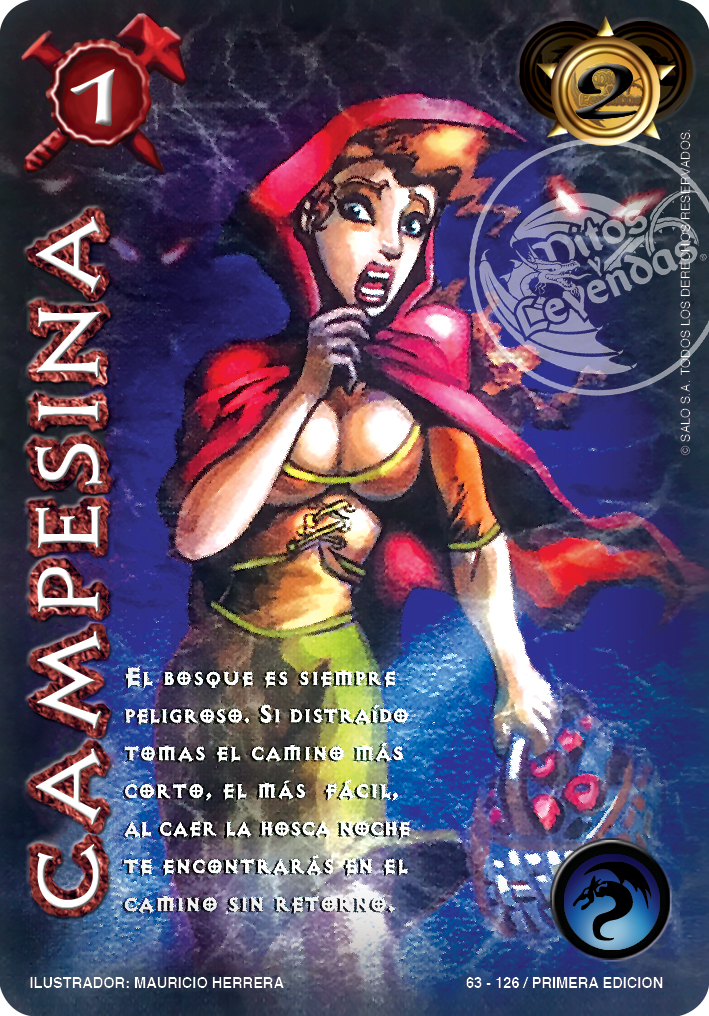 1
2
Mitos
y
Leyendas
®
© SALO S.A. TODOS LOS DERECHOS RESERVADOS.
CAMPESINA
El bosque es siempre
peligroso. Si distraído
tomas el camino más
corto, el más fácil,
al caer la hosca noche
te encontrarás en el
camino sin retorno.
ILUSTRADOR: MAURICIO HERRERA
63 - 126 / PRIMERA EDICION